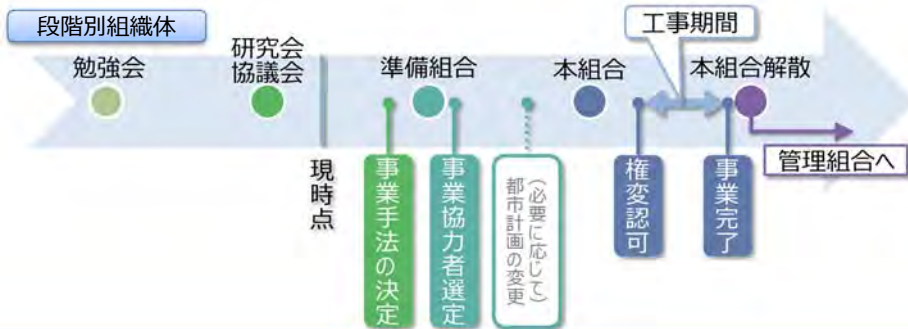 段階別組織体
工事期間
勉強会
研究会
協議会
準備組合
本組合
本組合解散
管理組合へ
現時点
事業手法の決定
事業協力者選定
(必要に応じて)
都市計画の変更
権変認可
事業完了